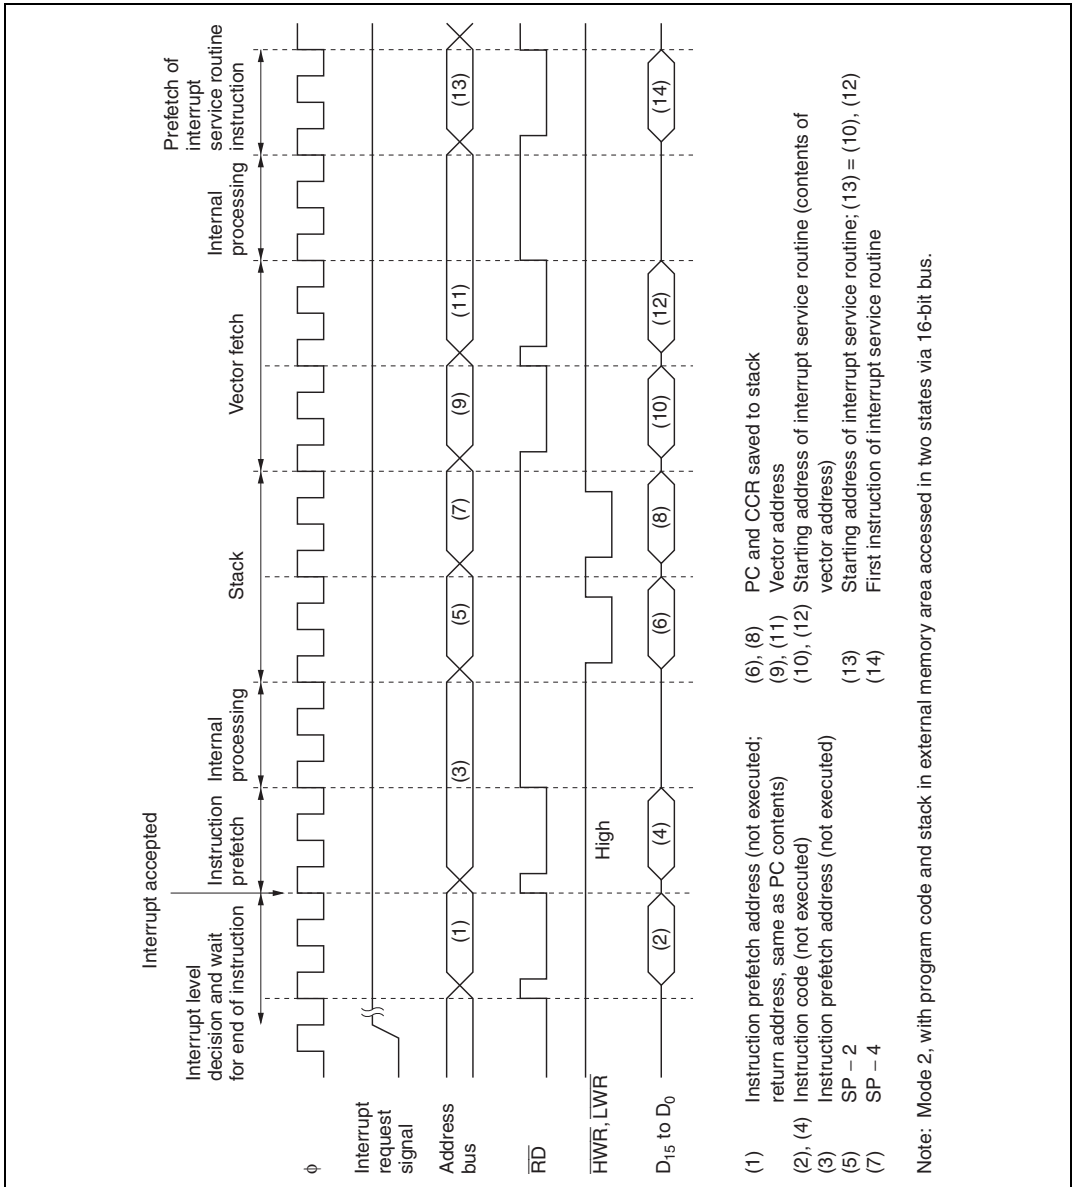 Interrupt accepted
Interrupt level
decision and wait
for end of instruction
Instruction
prefetch
Internal
processing
Stack
Vector fetch
Internal
processing
Prefetch of
interrupt
service routine
instruction
φ
Interrupt
request
signal
Address
bus
(1)
(3)
(5)
(7)
(9)
(11)
(13)
RD
HWR, LWR
High
D15 to D0
(2)
(4)
(6)
(8)
(10)
(12)
(14)
(1) Instruction prefetch address (not executed;
return address, same as PC contents)
(2), (4) Instruction code (not executed)
(3) Instruction prefetch address (not executed)
(5) SP – 2
(7) SP – 4
(6), (8) PC and CCR saved to stack
(9), (11) Vector address
(10), (12) Starting address of interrupt service routine (contents of
vector address)
(13) Starting address of interrupt service routine; (13) = (10), (12)
(14) First instruction of interrupt service routine
Note: Mode 2, with program code and stack in external memory area accessed in two states via 16-bit bus.